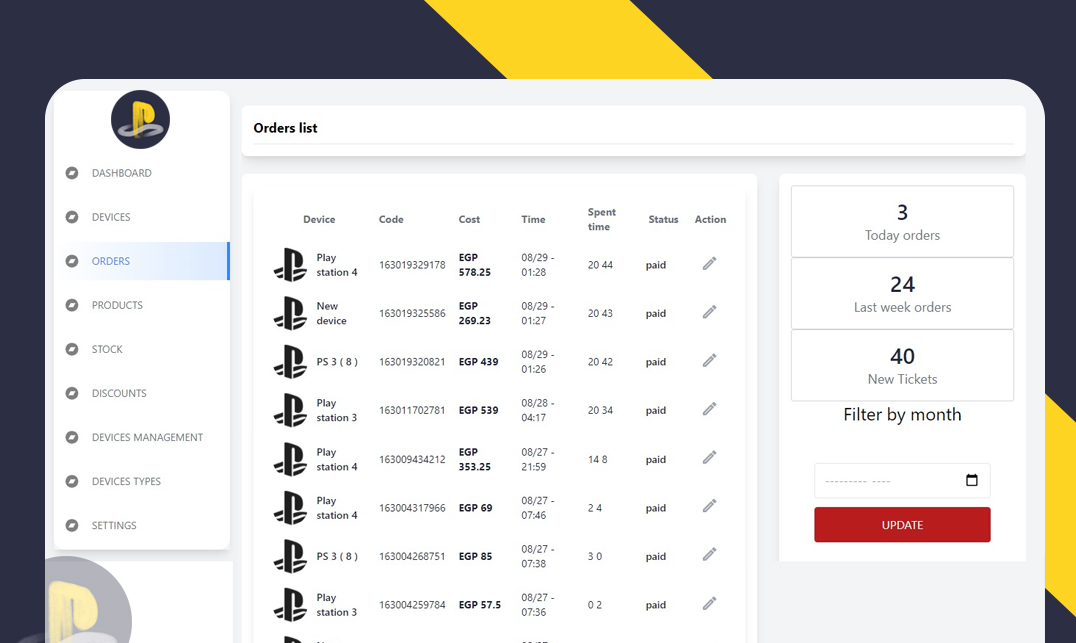 DASHBOARD
DEVICES
ORDERS
PRODUCTS
STOCK
DISCOUNTS
DEVICES MANAGEMENT
DEVICES TYPES
SETTINGS
Orders list
Device Code Cost Time Spent time Status Action
Play station 4 163019329178 EGP 578.25 08/29 - 01:28 20 44 paid
New device 163019325586 EGP 269.23 08/29 - 01:27 20 43 paid
PS 3 ( 8 ) 163019320821 EGP 439 08/29 - 01:26 20 42 paid
Play station 3 163011702781 EGP 539 08/28 - 04:17 20 34 paid
Play station 4 163009434212 EGP 353.25 08/27 - 21:59 14 8 paid
Play station 4 163004317966 EGP 69 08/27 - 07:46 2 4 paid
PS 3 ( 8 ) 163004268751 EGP 85 08/27 - 07:38 3 0 paid
Play station 3 163004259784 EGP 57.5 08/27 - 07:36 0 2 paid
3
Today orders
24
Last week orders
40
New Tickets
Filter by month
--------- ----
UPDATE